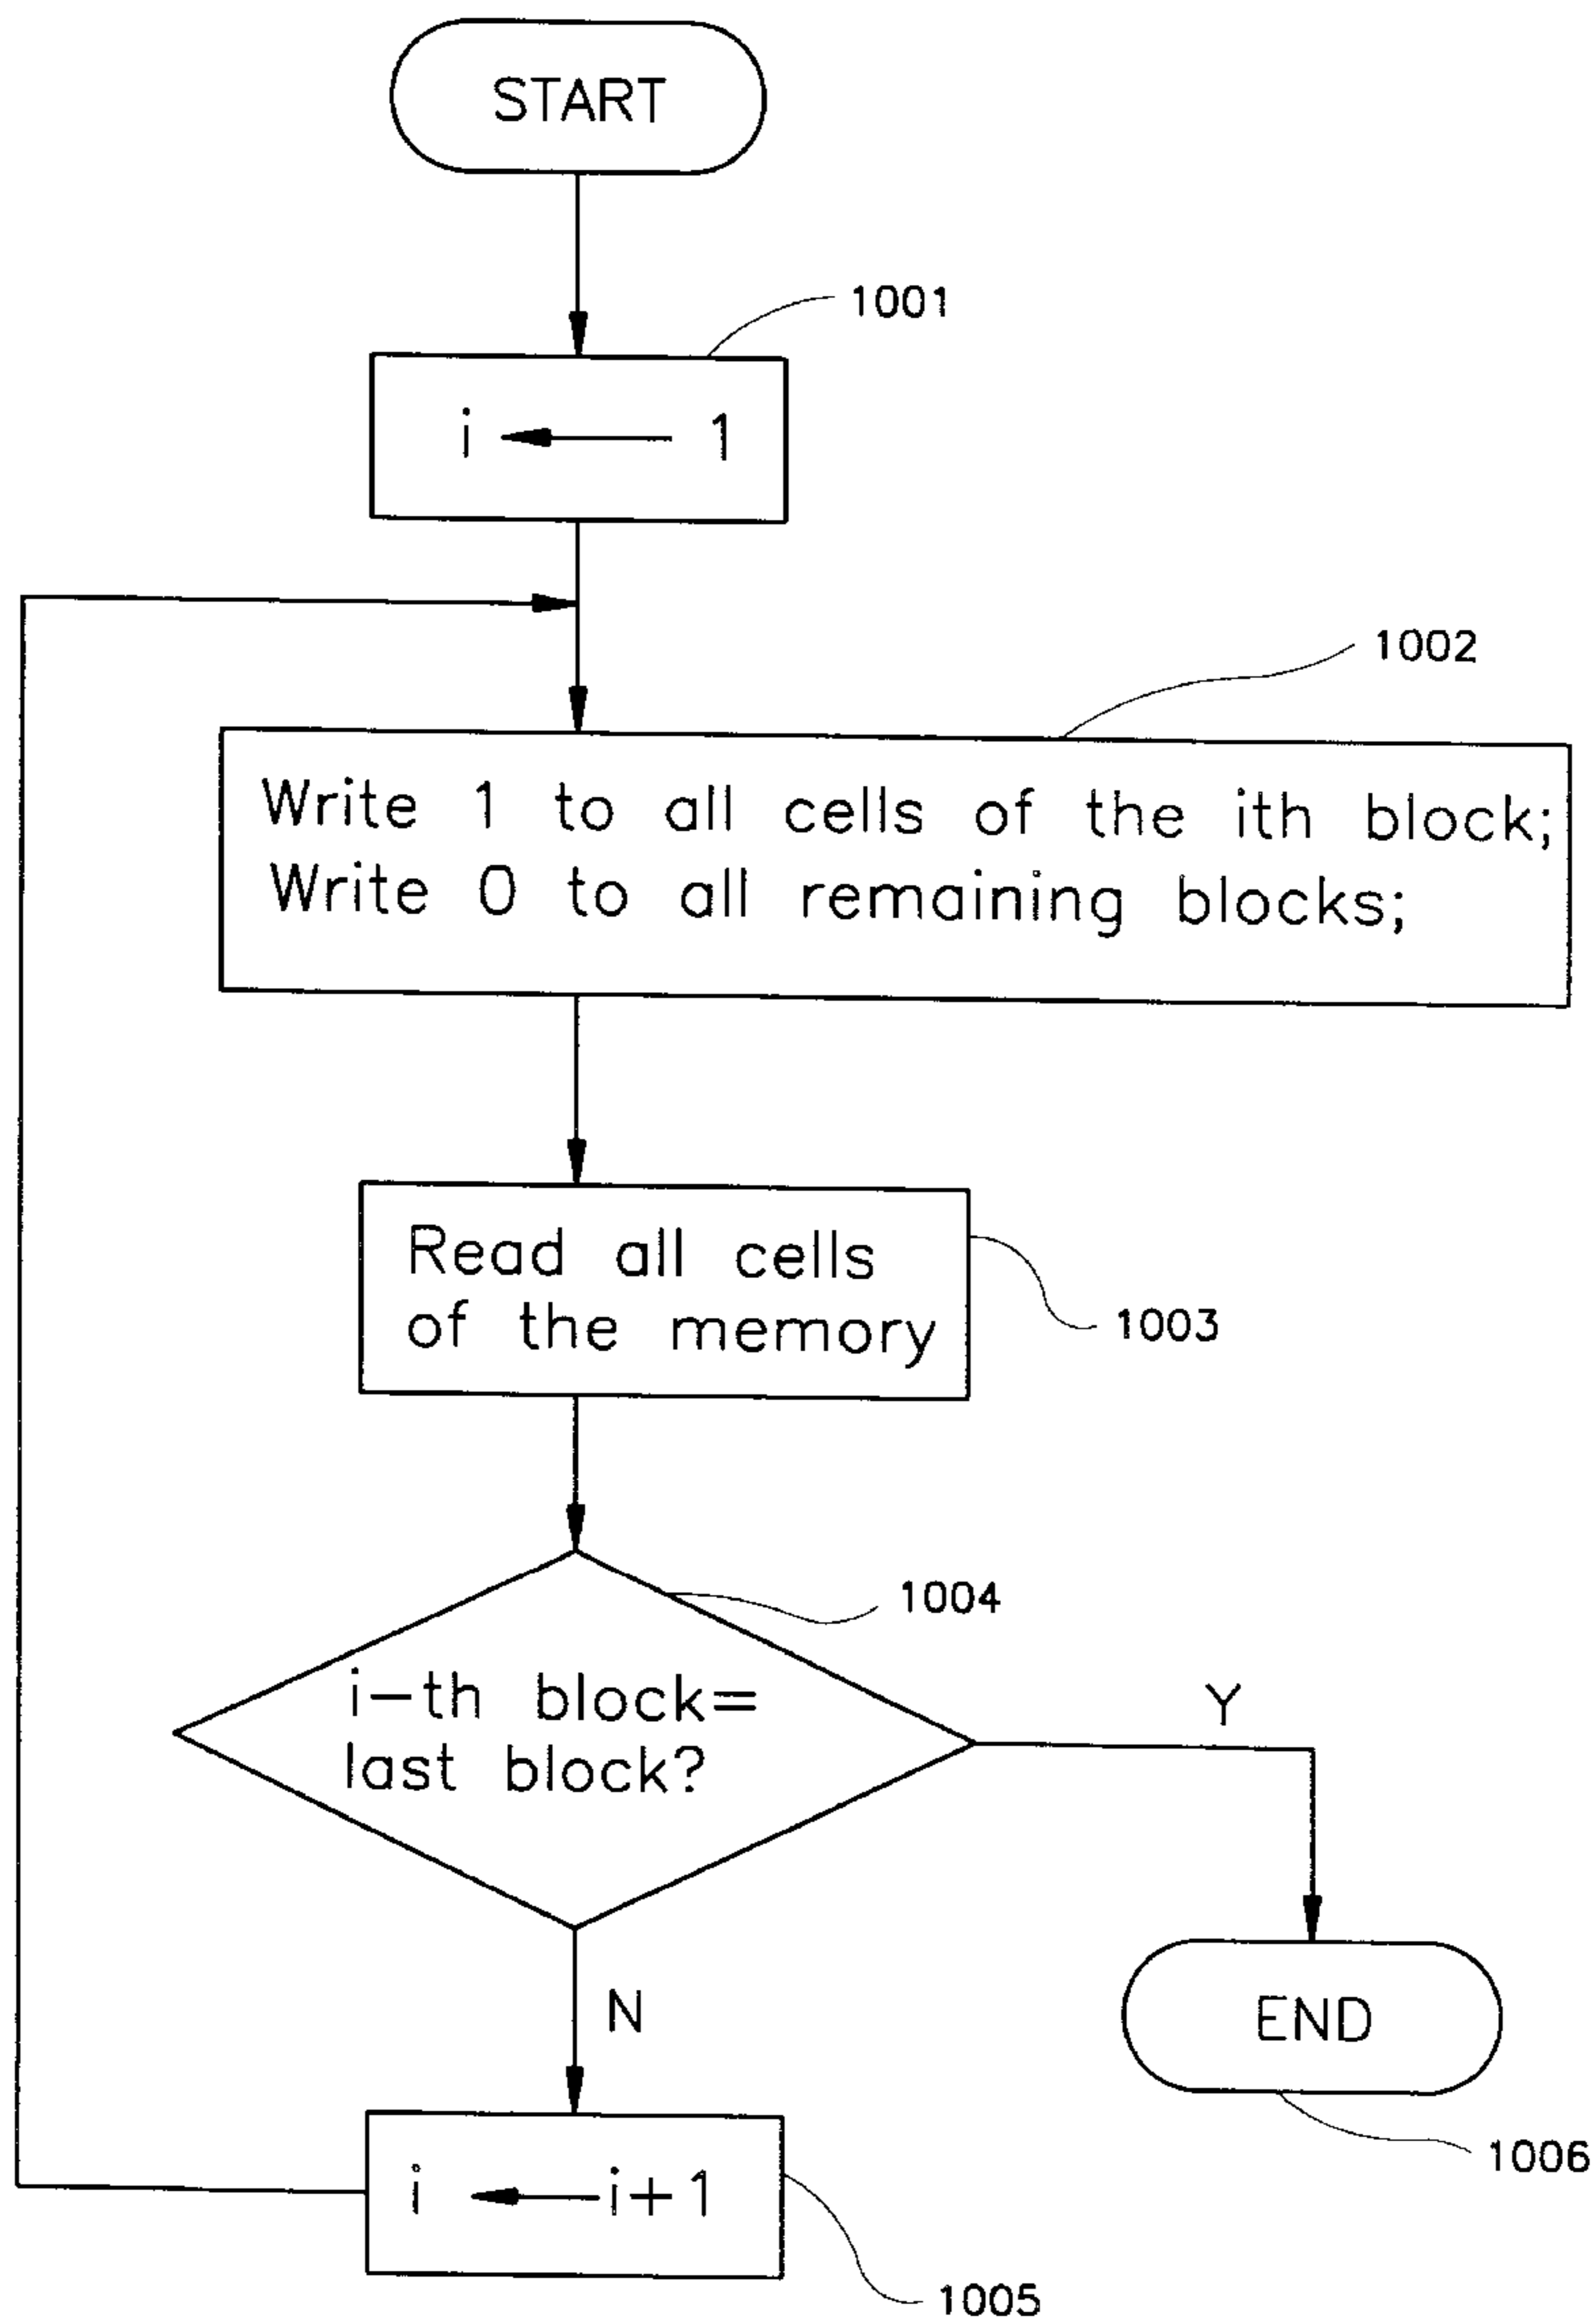 START
1001
i ← 1
1002
Write 1 to all cells of the ith block;
Write 0 to all remaining blocks;
Read all cells
of the memory
1003
1004
i-th block=
last block?
Y
N
END
1006
i ← i+1
1005